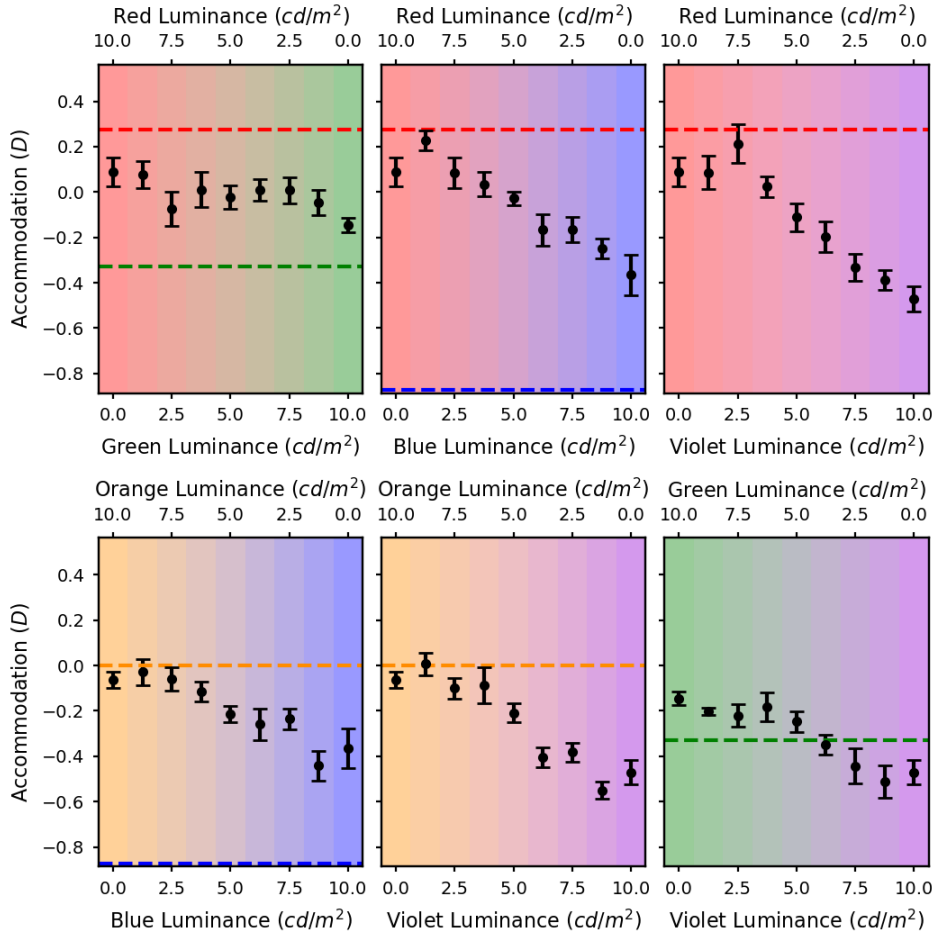 Red Luminance (cd/m²) Red Luminance (cd/m²) Red Luminance (cd/m²)
10.0 7.5 5.0 2.5 0.0 10.0 7.5 5.0 2.5 0.0 10.0 7.5 5.0 2.5 0.0
Accommodation (D)
0.4
0.2
0.0
−0.2
−0.4
−0.6
−0.8
0.0 2.5 5.0 7.5 10.0 0.0 2.5 5.0 7.5 10.0 0.0 2.5 5.0 7.5 10.0
Green Luminance (cd/m²) Blue Luminance (cd/m²) Violet Luminance (cd/m²)
Orange Luminance (cd/m²) Orange Luminance (cd/m²) Green Luminance (cd/m²)
10.0 7.5 5.0 2.5 0.0 10.0 7.5 5.0 2.5 0.0 10.0 7.5 5.0 2.5 0.0
Accommodation (D)
0.4
0.2
0.0
−0.2
−0.4
−0.6
−0.8
0.0 2.5 5.0 7.5 10.0 0.0 2.5 5.0 7.5 10.0 0.0 2.5 5.0 7.5 10.0
Blue Luminance (cd/m²) Violet Luminance (cd/m²) Violet Luminance (cd/m²)